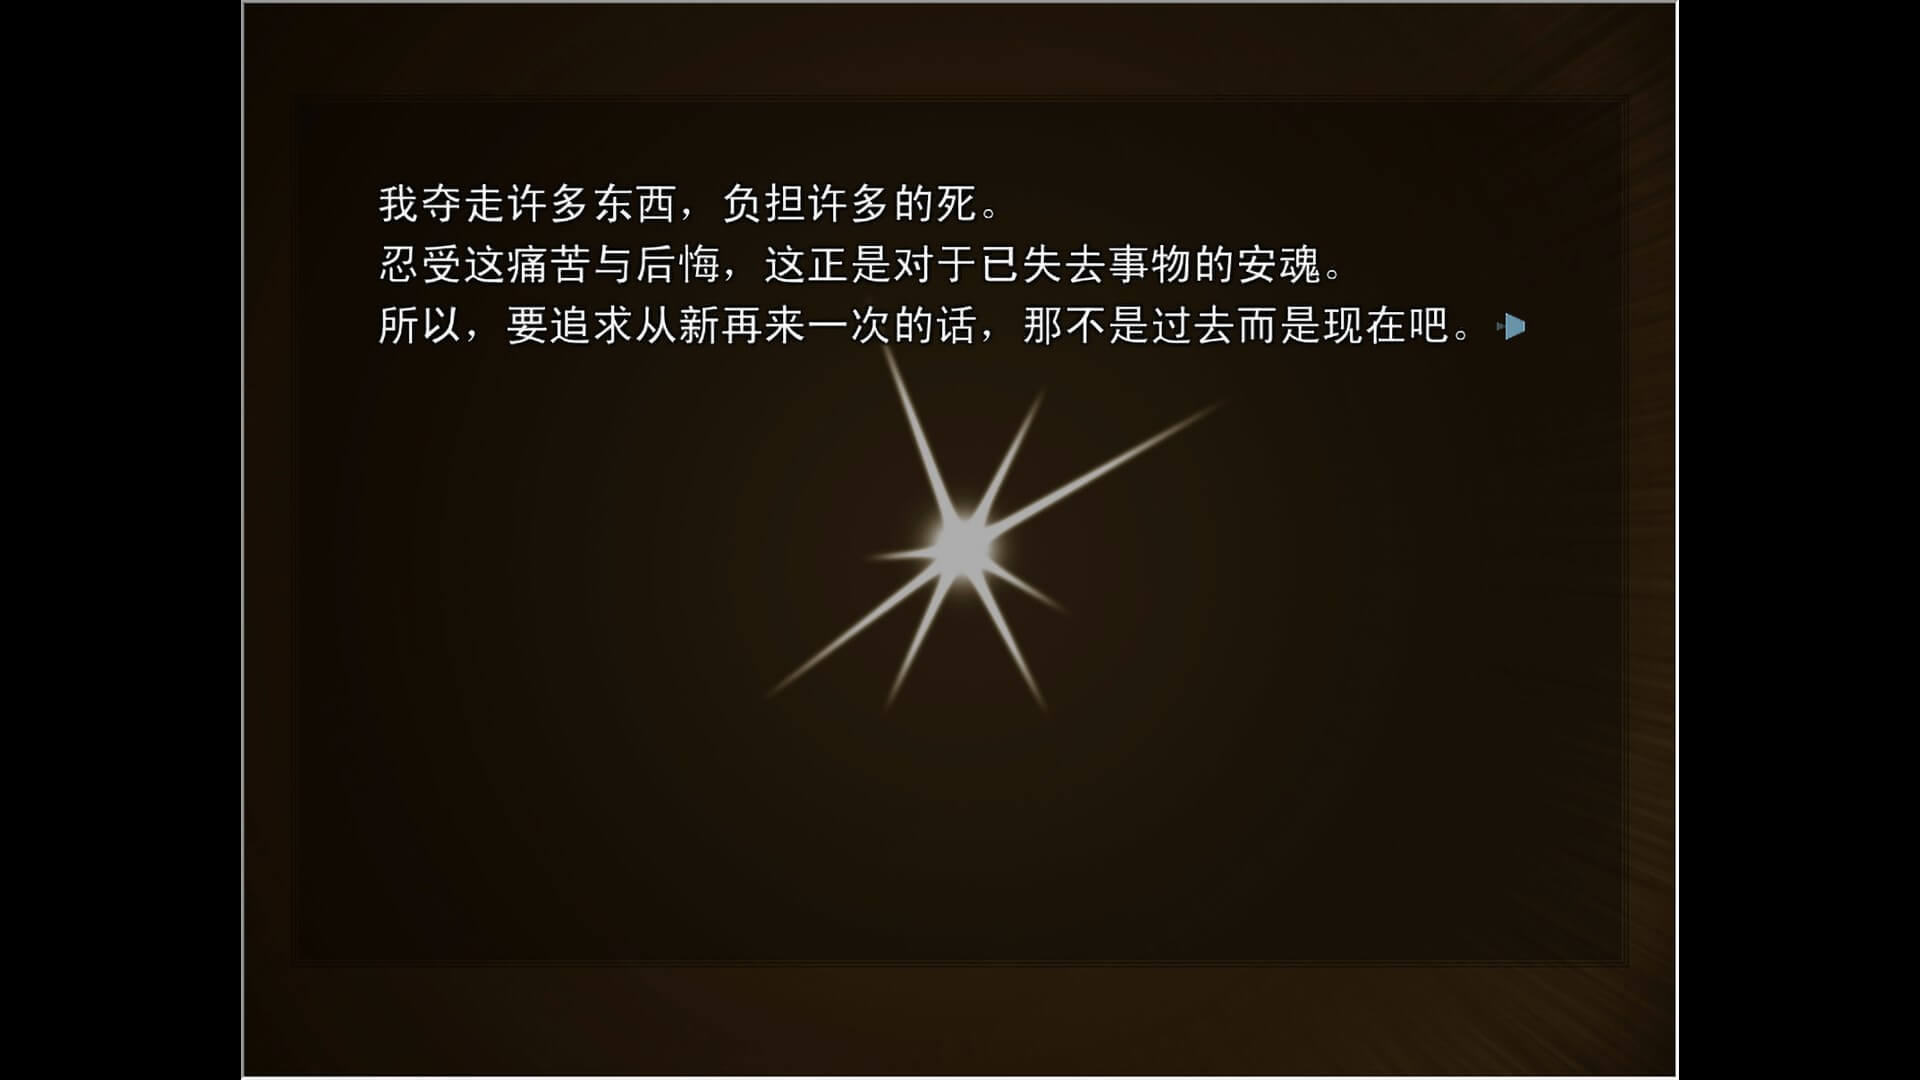 我夺走许多东西，负担许多的死。
忍受这痛苦与后悔，这正是对于已失去事物的安魂。
所以，要追求从新再来一次的话，那不是过去而是现在吧。